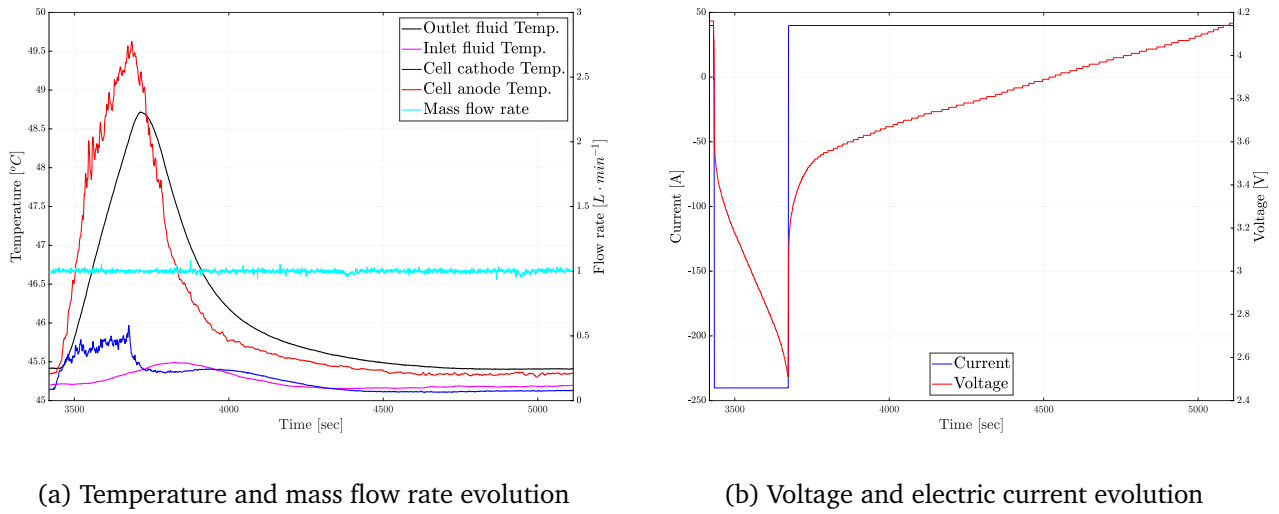 50
49.5
49
48.5
48
47.5
47
46.5
46
45.5
45
Temperature [°C]
3
2.5
2
1.5
1
0.5
0
Flow rate [L · min⁻¹]
Outlet fluid Temp.
Inlet fluid Temp.
Cell cathode Temp.
Cell anode Temp.
Mass flow rate
3500 4000 4500 5000
Time [sec]
(a) Temperature and mass flow rate evolution
50
0
-50
-100
-150
-200
-250
Current [A]
4.2
4
3.8
3.6
3.4
3.2
3
2.8
2.6
2.4
Voltage [V]
Current
Voltage
3500 4000 4500 5000
Time [sec]
(b) Voltage and electric current evolution